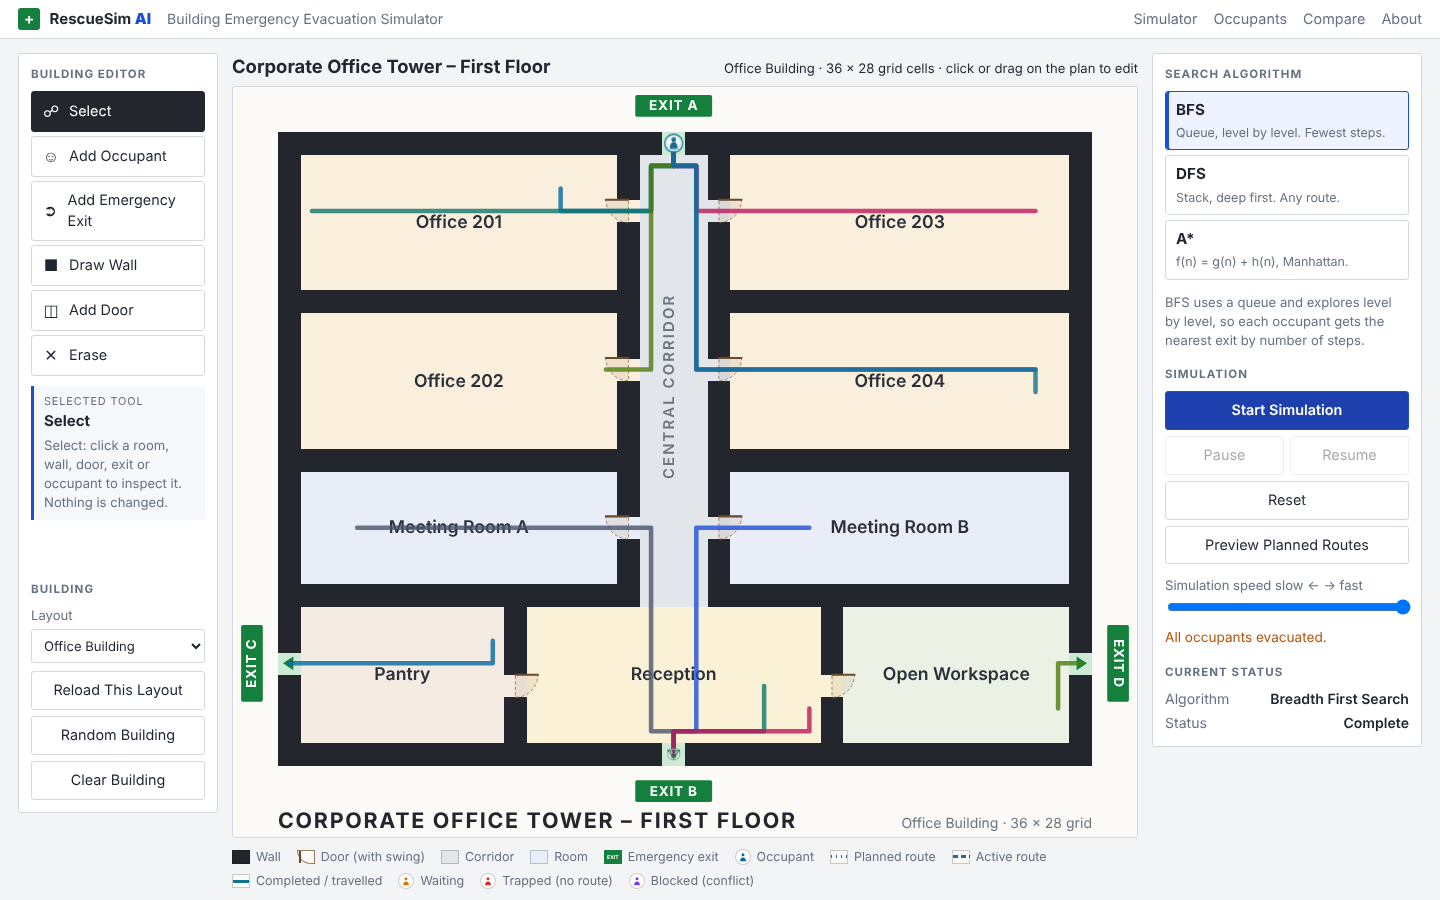 RescueSim AI
Building Emergency Evacuation Simulator
Simulator
Occupants
Compare
About
BUILDING EDITOR
Select
Add Occupant
Add Emergency
Exit
Draw Wall
Add Door
Erase
SELECTED TOOL
Select
Select: click a room,
wall, door, exit or
occupant to inspect it.
Nothing is changed.
BUILDING
Layout
Office Building
Reload This Layout
Random Building
Clear Building
Corporate Office Tower – First Floor
Office Building · 36 × 28 grid cells · click or drag on the plan to edit
EXIT A
Office 201
Office 203
CENTRAL CORRIDOR
Office 202
Office 204
Meeting Room A
Meeting Room B
EXIT C
Pantry
Reception
Open Workspace
EXIT D
EXIT B
CORPORATE OFFICE TOWER – FIRST FLOOR
Office Building · 36 × 28 grid
Wall
Door (with swing)
Corridor
Room
EXIT
Emergency exit
Occupant
Planned route
Active route
Completed / travelled
Waiting
Trapped (no route)
Blocked (conflict)
SEARCH ALGORITHM
BFS
Queue, level by level. Fewest steps.
DFS
Stack, deep first. Any route.
A*
f(n) = g(n) + h(n), Manhattan.
BFS uses a queue and explores level
by level, so each occupant gets the
nearest exit by number of steps.
SIMULATION
Start Simulation
Pause
Resume
Reset
Preview Planned Routes
Simulation speed slow ← → fast
All occupants evacuated.
CURRENT STATUS
Algorithm
Breadth First Search
Status
Complete